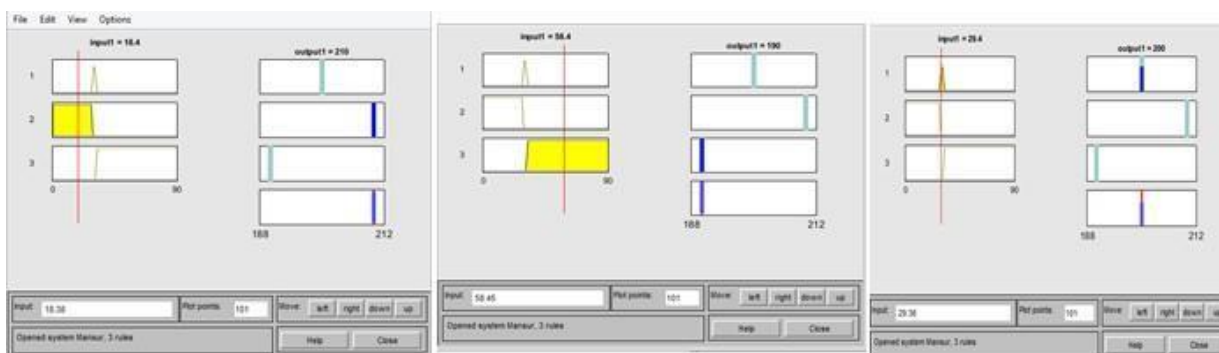 File Edit View Options
input1 = 18.4
output1 = 210
1
2
3
0
90
188
212
Input:
18.38
Plot points:
101
Move:
left
right
down
up
Opened system Mansur, 3 rules
Help
Close
input1 = 58.4
output1 = 190
1
2
3
0
90
188
212
Input:
58.45
Plot points:
101
Move:
left
right
down
up
Opened system Mansur, 3 rules
Help
Close
input1 = 29.4
output1 = 200
1
2
3
0
90
188
212
Input:
29.36
Plot points:
101
Move
left
right
down
up
Opened system Mansur, 3 rules
Help
Close